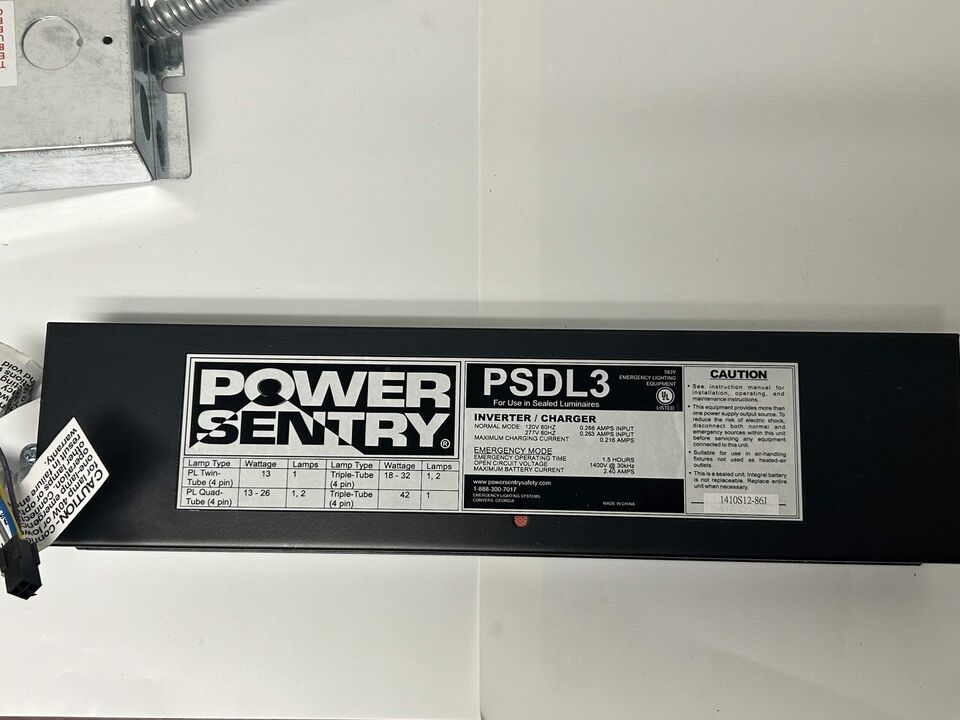 POWER
SENTRY®
Lamp Type Wattage Lamps Lamp Type Wattage Lamps
PL Twin-Tube (4 pin) 13 1 Triple-Tube (4 pin) 18 - 32 1, 2
PL Quad-Tube (4 pin) 13 - 26 1, 2 Triple-Tube (4 pin) 42 1
PSDL3
For Use in Sealed Luminaires
583Y
EMERGENCY LIGHTING
EQUIPMENT
UL
LISTED
INVERTER / CHARGER
NORMAL MODE: 120V 60HZ 0.266 AMPS INPUT
277V 60HZ 0.263 AMPS INPUT
MAXIMUM CHARGING CURRENT 0.216 AMPS
EMERGENCY MODE
EMERGENCY OPERATING TIME 1.5 HOURS
OPEN CIRCUIT VOLTAGE 1400V @ 30kHz
MAXIMUM BATTERY CURRENT 2.40 AMPS
www.powersentrysafety.com
1-888-300-7017
EMERGENCY LIGHTING SYSTEMS
CONYERS, GEORGIA
MADE IN CHINA
CAUTION
• See instruction manual for
installation, operating, and
maintenance instructions.
• This equipment provides more than
one power supply output source. To
reduce the risk of electric shock,
disconnect both normal and
emergency sources within this unit
before servicing any equipment
connected to this unit.
• Suitable for use in air-handling
fixtures not used as heated-air
outlets.
• This is a sealed unit. Integral battery
is not replaceable. Replace entire
unit when necessary.
1410S12-86J
CAUTION-